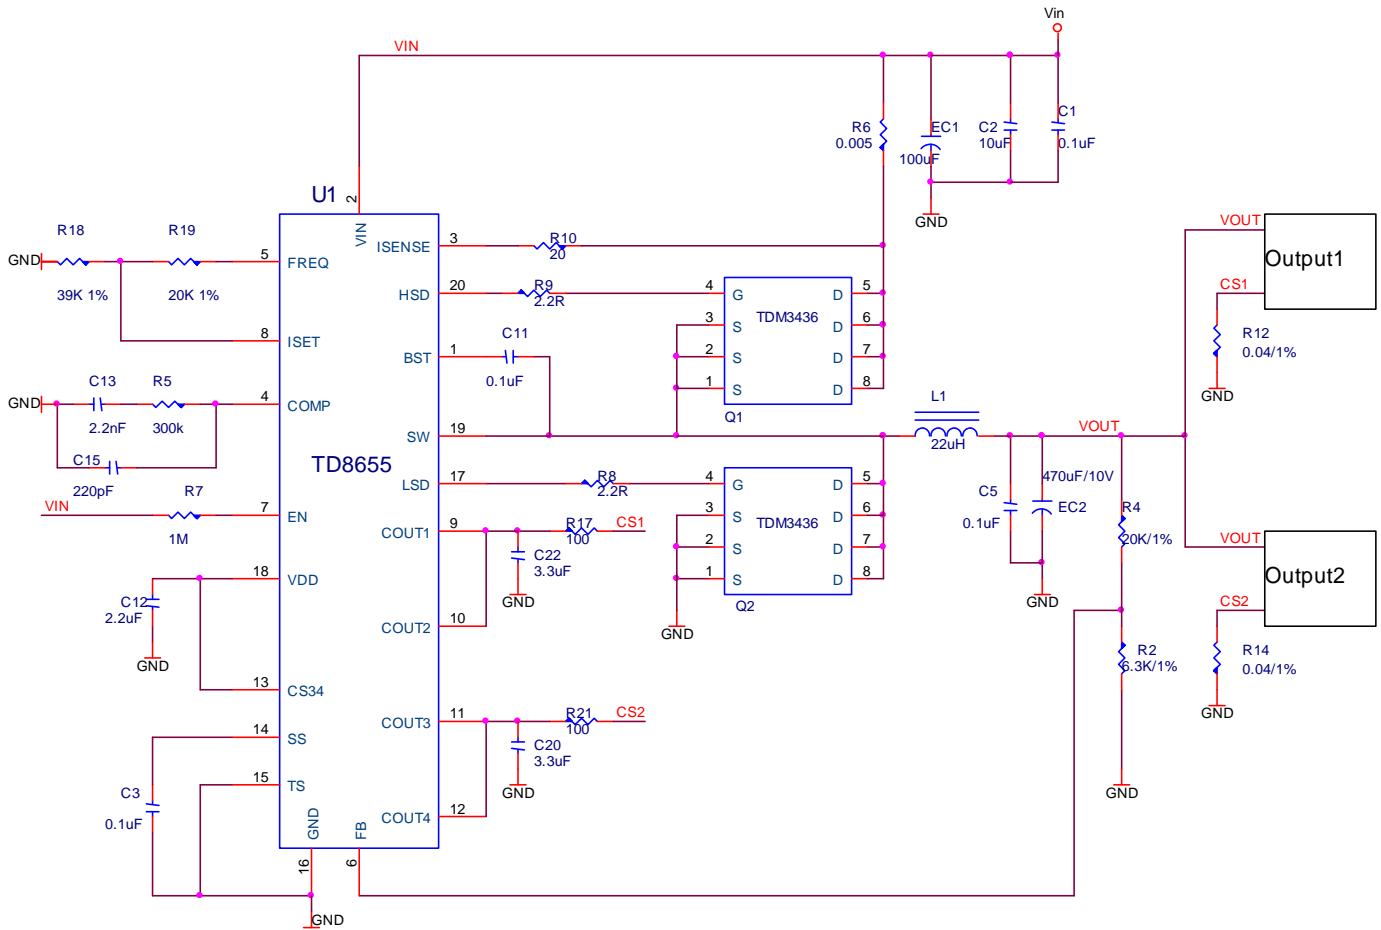 Vin
VIN
R6
0.005
EC1
100uF
C2
10uF
C1
0.1uF
GND
U1
2
VIN
R18
39K 1%
R19
20K 1%
GND
5
FREQ
8
ISET
GND
C13
2.2nF
R5
300k
4
COMP
C15
220pF
VIN
R7
1M
7
EN
TD8655
C12
2.2uF
GND
18
VDD
13
CS34
14
SS
C3
0.1uF
15
TS
GND
16
GND
FB
6
ISENSE
3
R10
20
HSD
20
R9
2.2R
BST
1
C11
0.1uF
SW
19
LSD
17
R8
2.2R
COUT1
9
R17
100
CS1
C22
3.3uF
GND
COUT2
10
COUT3
11
R21
100
CS2
C20
3.3uF
GND
COUT4
12
4
G
3
S
2
S
1
S
TDM3436
D
5
D
6
D
7
D
8
Q1
4
G
3
S
2
S
1
S
TDM3436
D
5
D
6
D
7
D
8
Q2
GND
L1
22uH
VOUT
C5
0.1uF
470uF/10V
EC2
GND
R4
20K/1%
R2
6.3K/1%
GND
VOUT
Output1
CS1
R12
0.04/1%
GND
VOUT
Output2
CS2
R14
0.04/1%
GND